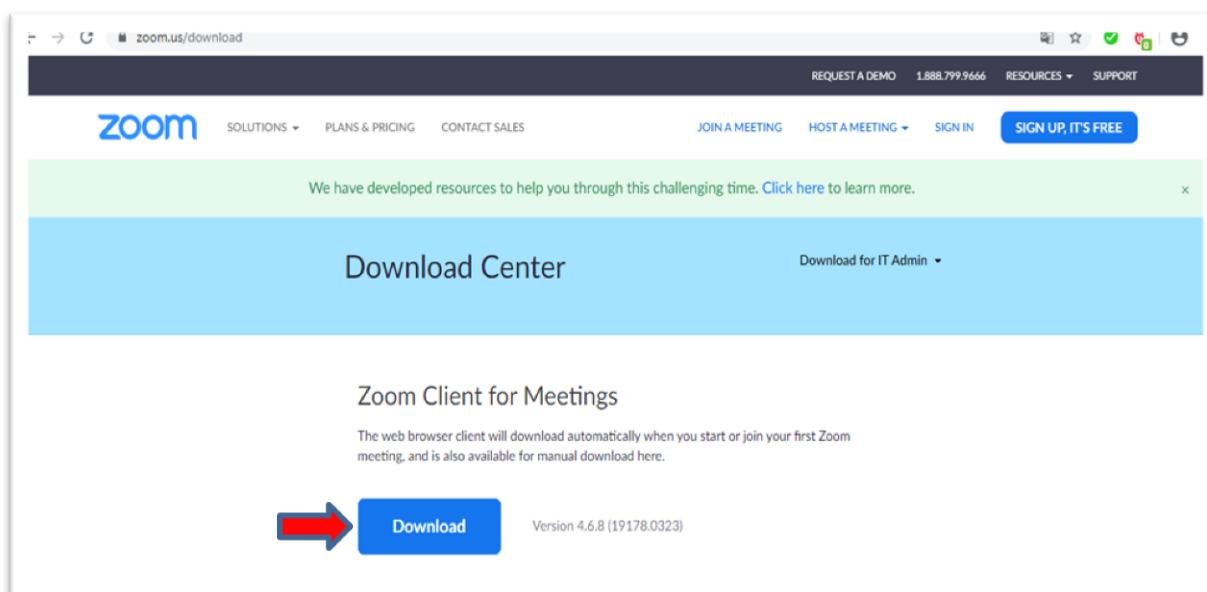 zoom.us/download
REQUEST A DEMO 1.888.799.9666 RESOURCES SUPPORT
zoom SOLUTIONS PLANS & PRICING CONTACT SALES JOIN A MEETING HOST A MEETING SIGN IN SIGN UP, IT'S FREE
We have developed resources to help you through this challenging time. Click here to learn more. ×
Download Center Download for IT Admin
Zoom Client for Meetings
The web browser client will download automatically when you start or join your first Zoom
meeting, and is also available for manual download here.
Download Version 4.6.8 (19178.0323)